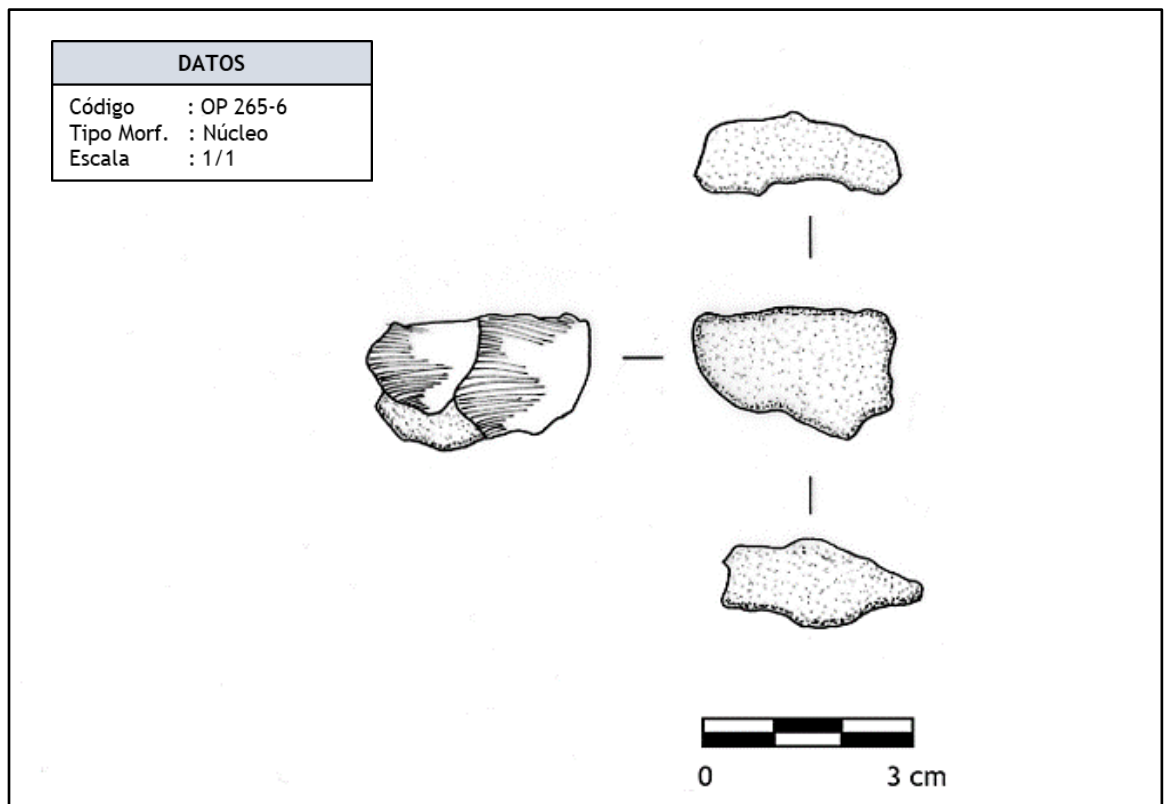 DATOS
Código : OP 265-6
Tipo Morf. : Núcleo
Escala : 1/1
0 3 cm